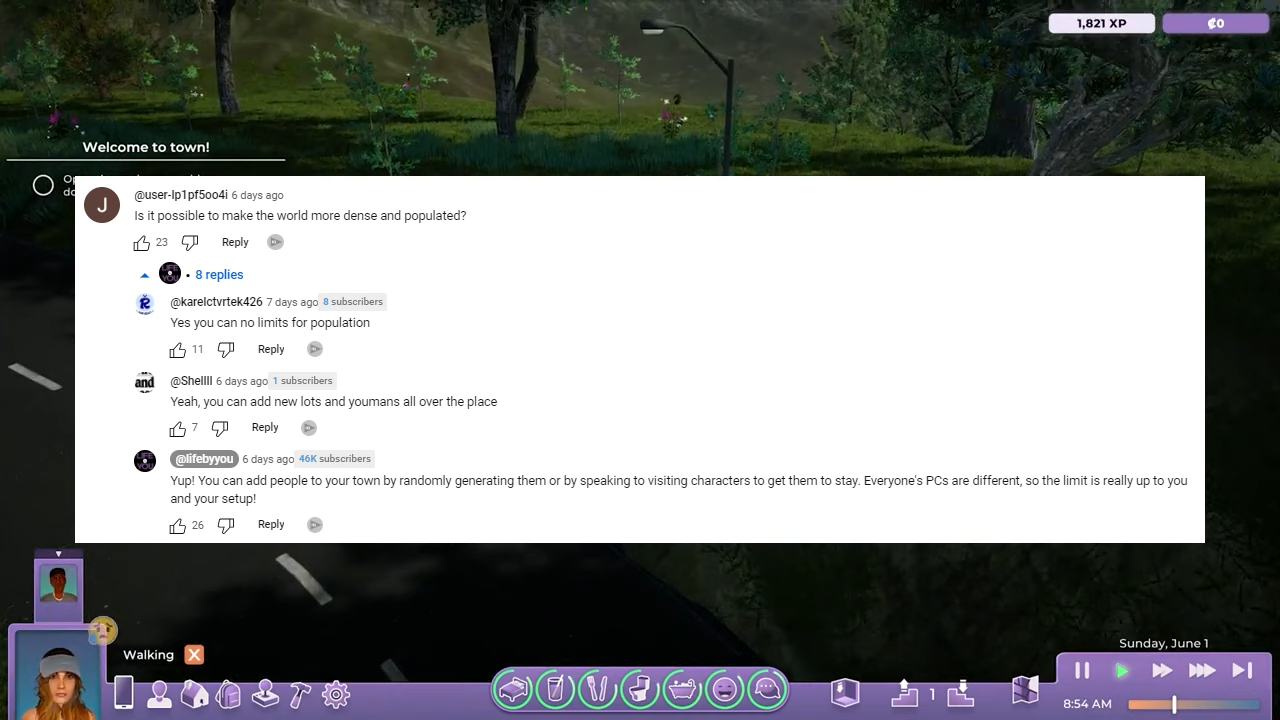 1,821 XP
₡0
Welcome to town!
@user-lp1pf5oo4i 6 days ago
Is it possible to make the world more dense and populated?
23 Reply
8 replies
@karelctvrtek426 7 days ago 8 subscribers
Yes you can no limits for population
11 Reply
and
@Shellll 6 days ago 1 subscribers
Yeah, you can add new lots and youmans all over the place
7 Reply
@lifebyyou 6 days ago 46K subscribers
Yup! You can add people to your town by randomly generating them or by speaking to visiting characters to get them to stay. Everyone's PCs are different, so the limit is really up to you
and your setup!
26 Reply
Walking
1
Sunday, June 1
8:54 AM